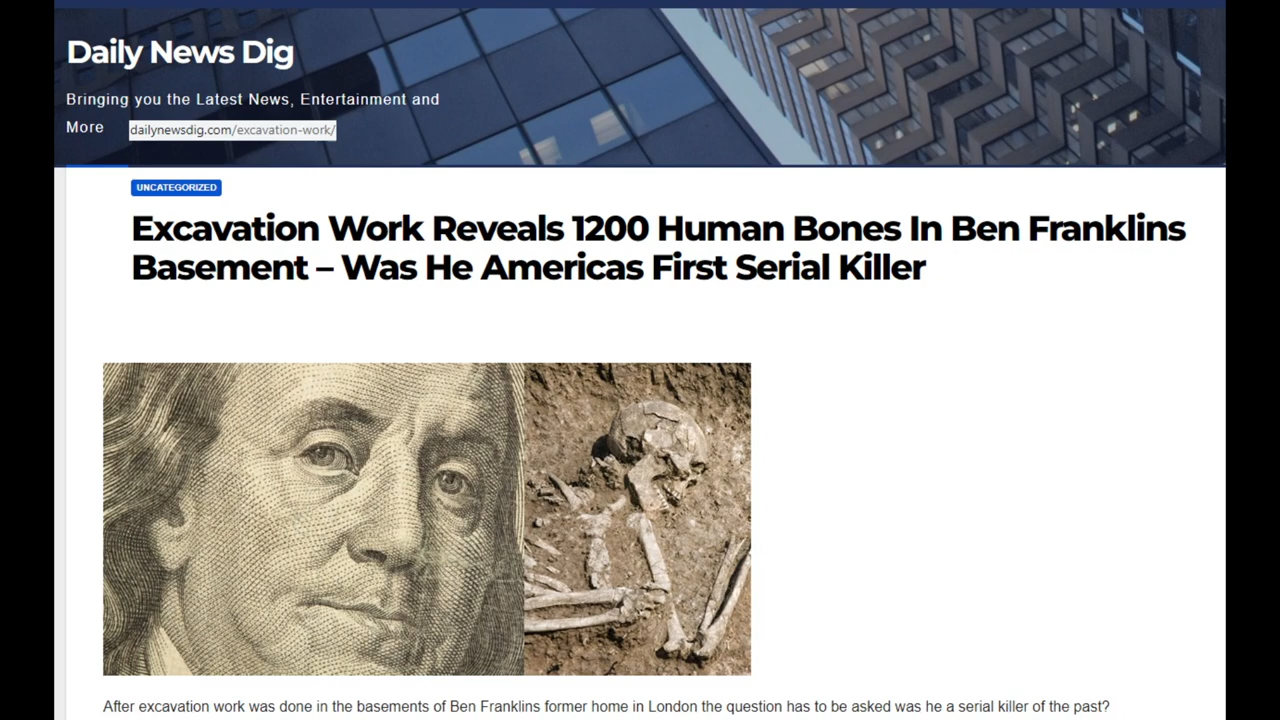 Daily News Dig
Bringing you the Latest News, Entertainment and
More
dailynewsdig.com/excavation-work/
UNCATEGORIZED
Excavation Work Reveals 1200 Human Bones In Ben Franklins
Basement – Was He Americas First Serial Killer
After excavation work was done in the basements of Ben Franklins former home in London the question has to be asked was he a serial killer of the past?